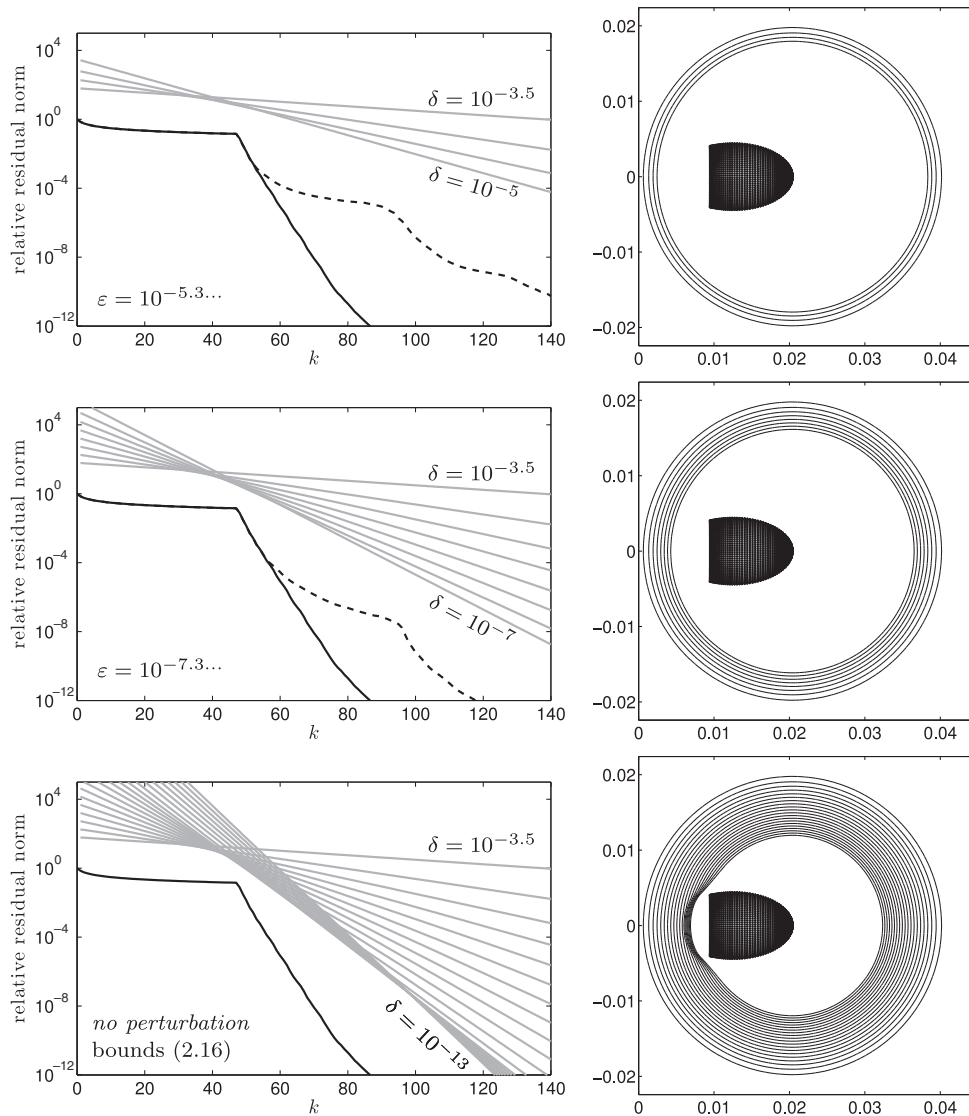 10^4
10^0
10^-4
10^-8
10^-12
relative residual norm
δ = 10^-3.5
δ = 10^-5
ε = 10^-5.3...
0 20 40 60 80 100 120 140
k
0.02
0.01
0
−0.01
−0.02
0 0.01 0.02 0.03 0.04
10^4
10^0
10^-4
10^-8
10^-12
relative residual norm
δ = 10^-3.5
δ = 10^-7
ε = 10^-7.3...
0 20 40 60 80 100 120 140
k
0.02
0.01
0
−0.01
−0.02
0 0.01 0.02 0.03 0.04
10^4
10^0
10^-4
10^-8
10^-12
relative residual norm
δ = 10^-3.5
δ = 10^-13
no perturbation
bounds (2.16)
0 20 40 60 80 100 120 140
k
0.02
0.01
0
−0.01
−0.02
0 0.01 0.02 0.03 0.04